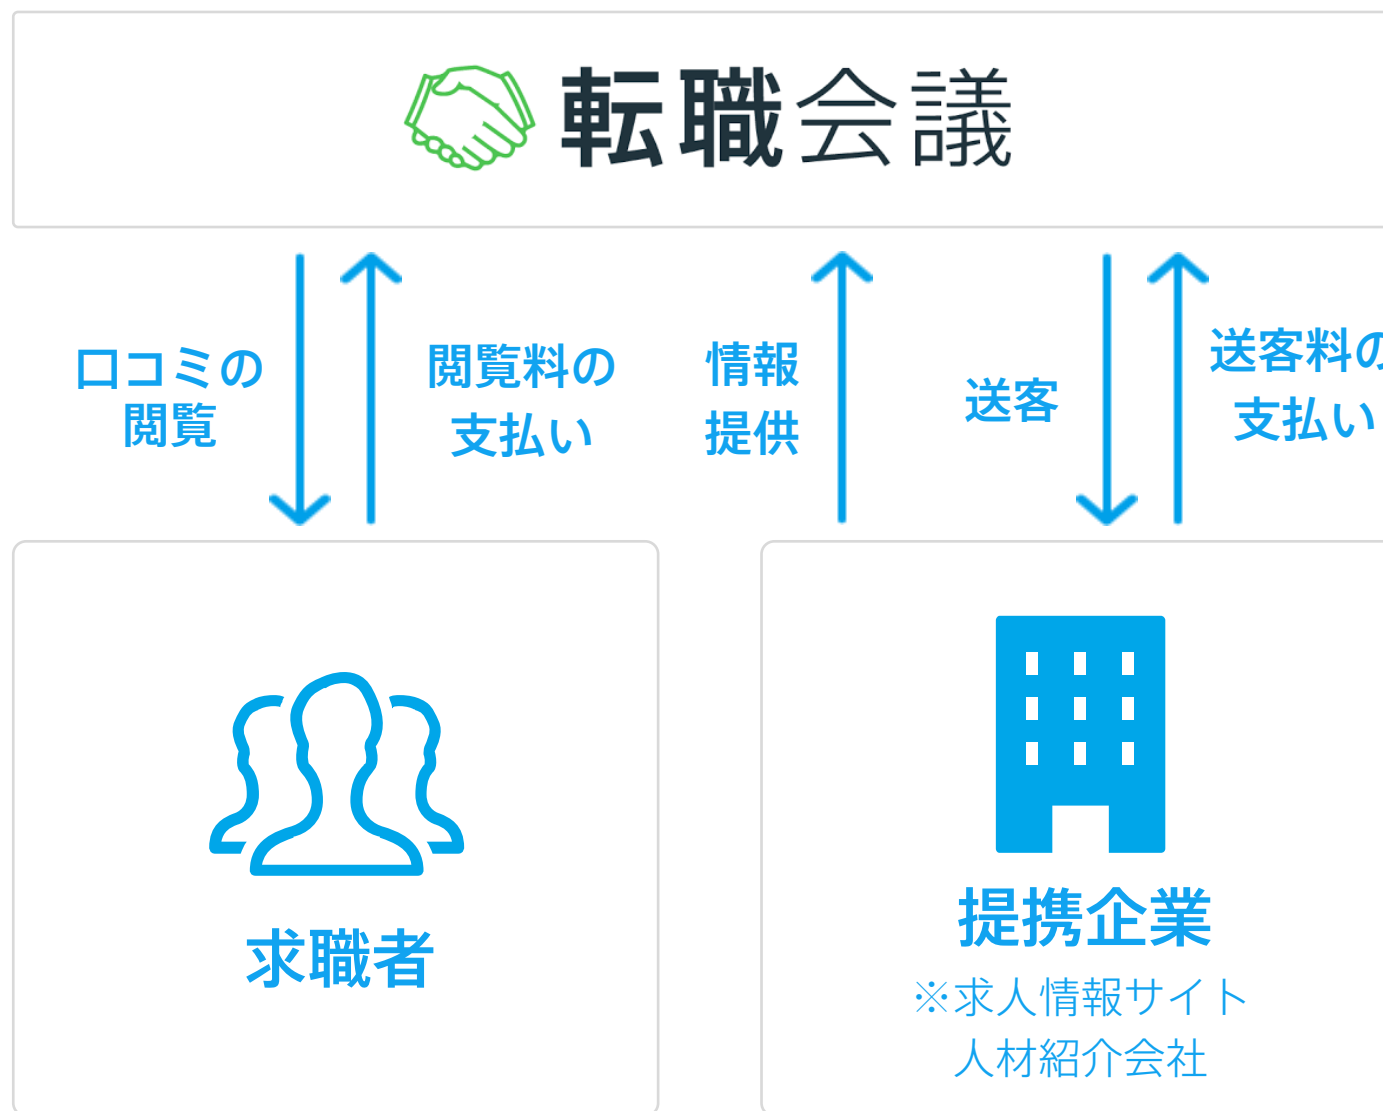 転職会議
口コミの
閲覧
閲覧料の
支払い
情報
提供
送客
送客料の
支払い
求職者
提携企業
※求人情報サイト
人材紹介会社